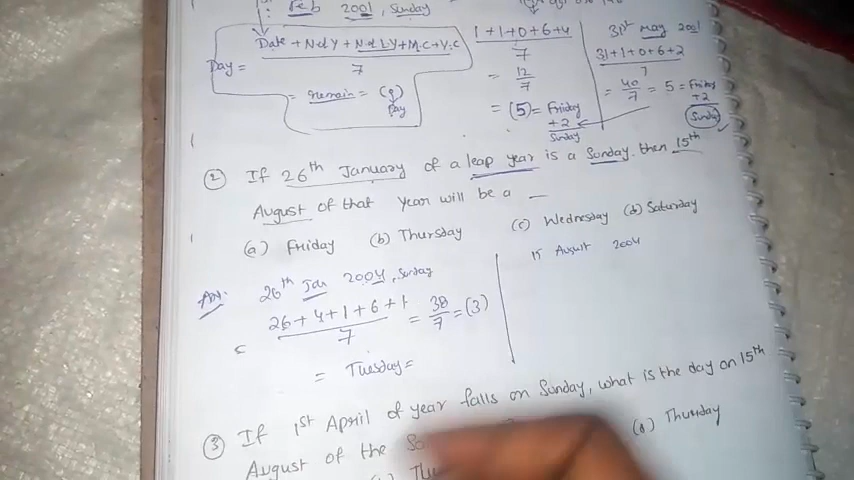 Feb 2001, Sunday
Date + N.d Y + N.d L.Y + M.C + Y.C
Day =
7
= remain = (q)
Day
1+1+0+6+4
7
= 12
7
= (5) = Friday
+2
Sunday
31st may 2001
31+1+0+6+2
7
= 40
7
= 5 = Friday
+2
Sunday
(2) If 26th January of a leap year is a Sunday. then 15th
August of that year will be a —
(a) Friday (b) Thursday (c) Wednesday (d) Saturday
Ans. 26th Jan 2004, Sunday
26+4+1+6+1
7
= 38
7
= (3)
= Tuesday =
15 August 2004
(3) If 1st April of year falls on Sunday, what is the day on 15th
August of the
(d) Thursday